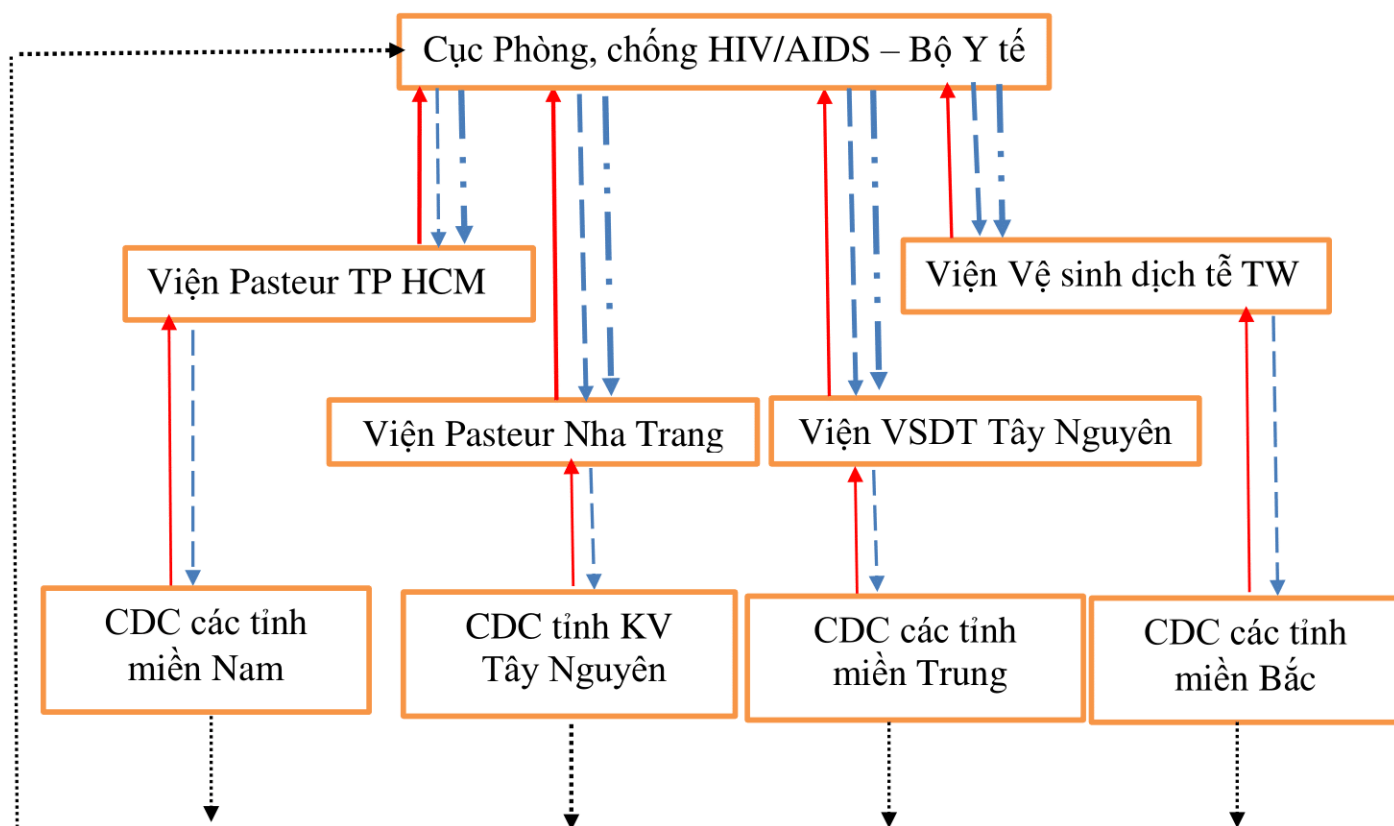 Cục Phòng, chống HIV/AIDS – Bộ Y tế
Viện Pasteur TP HCM
Viện Vệ sinh dịch tễ TW
Viện Pasteur Nha Trang
Viện VSDT Tây Nguyên
CDC các tỉnh
miền Nam
CDC tỉnh KV
Tây Nguyên
CDC các tỉnh
miền Trung
CDC các tỉnh
miền Bắc